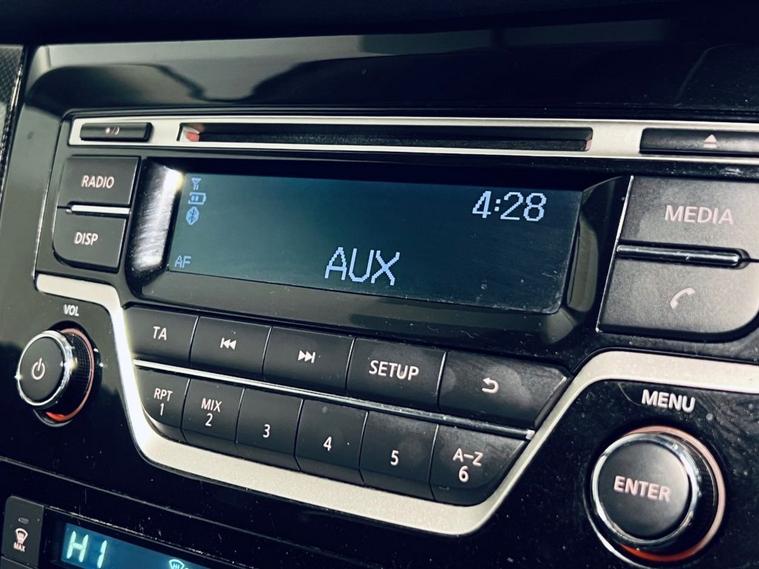 RADIO
DISP
4:28
AF
AUX
MEDIA
VOL
TA
SETUP
RPT
1
MIX
2
3
4
5
A-Z
6
MENU
ENTER
MAX
H1